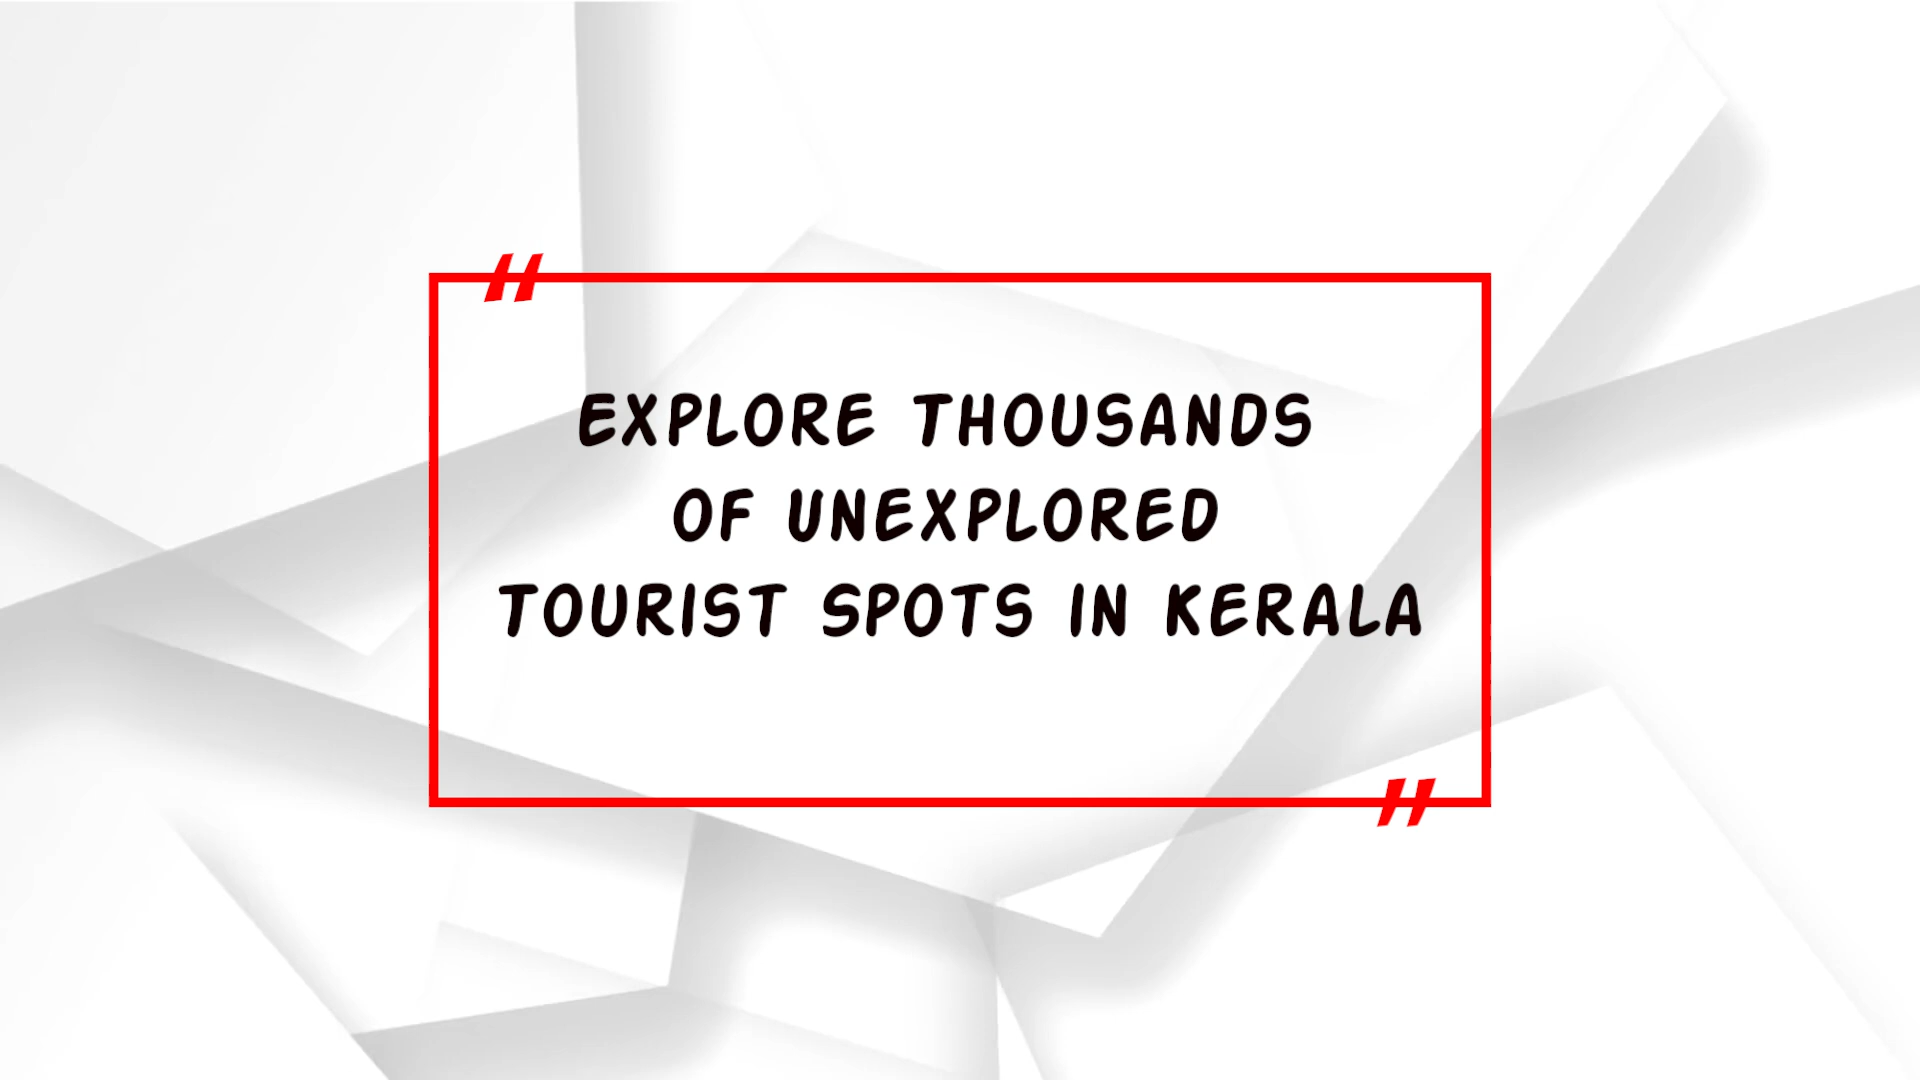 "
EXPLORE THOUSANDS
OF UNEXPLORED
TOURIST SPOTS IN KERALA
"